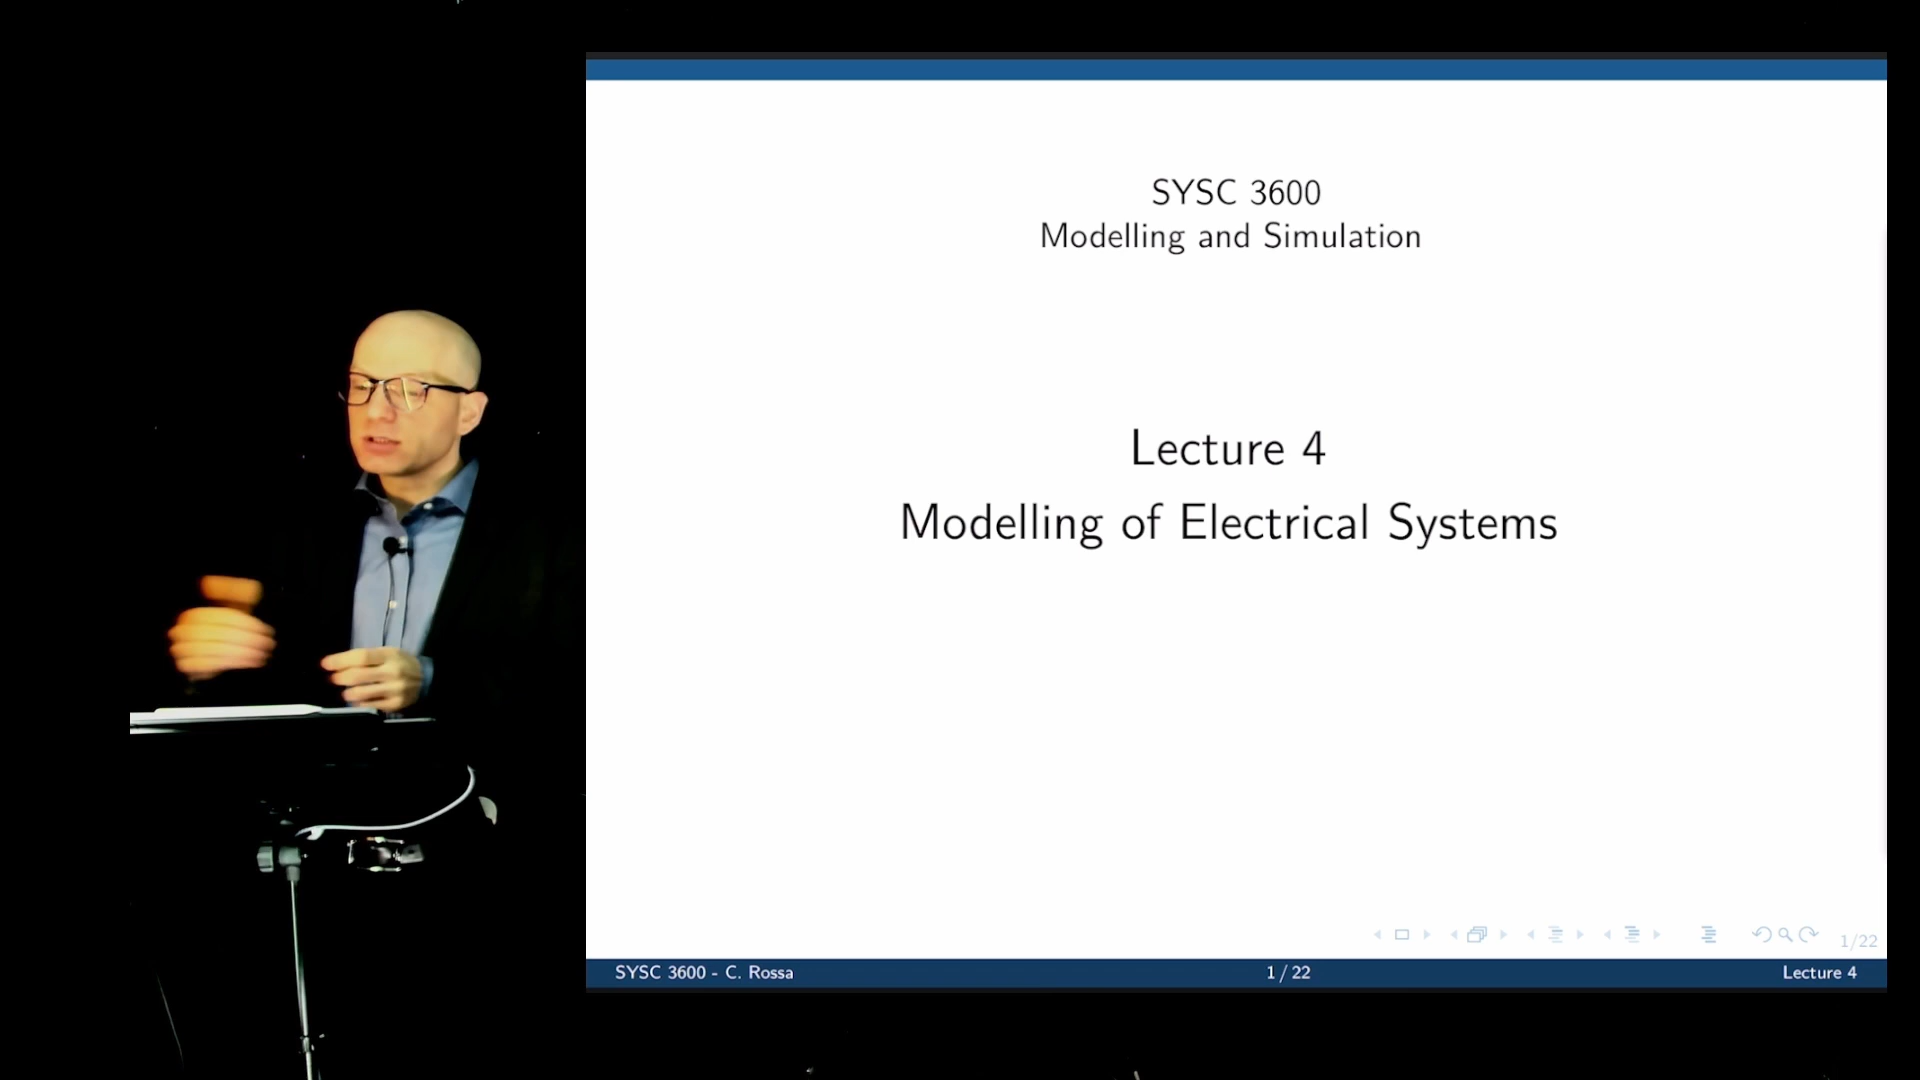 SYSC 3600
Modelling and Simulation
Lecture 4
Modelling of Electrical Systems
1/22
SYSC 3600 - C. Rossa
1 / 22
Lecture 4